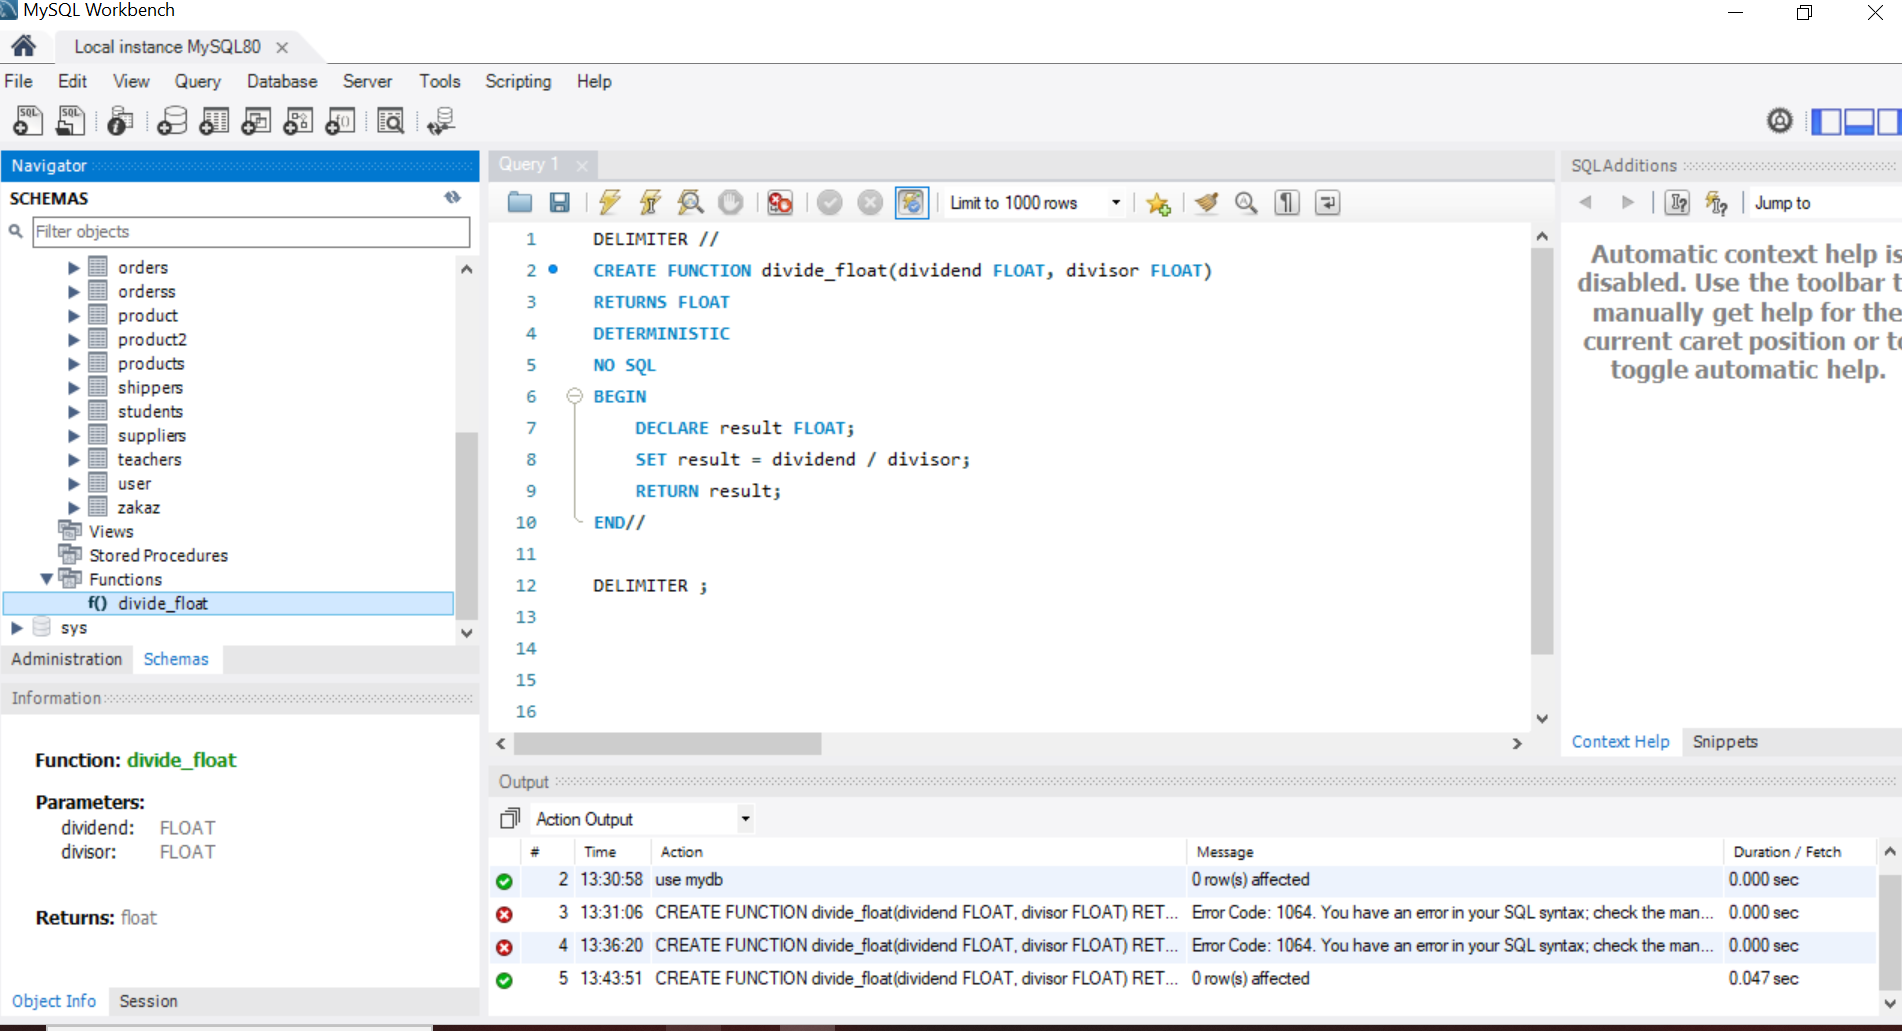 MySQL Workbench
Local instance MySQL80
File Edit View Query Database Server Tools Scripting Help
Navigator
SCHEMAS
Filter objects
orders
orderss
product
product2
products
shippers
students
suppliers
teachers
user
zakaz
Views
Stored Procedures
Functions
f() divide_float
sys
Administration Schemas
Information
Function: divide_float
Parameters:
dividend: FLOAT
divisor: FLOAT
Returns: float
Object Info Session
Query 1
Limit to 1000 rows
1 DELIMITER //
2 CREATE FUNCTION divide_float(dividend FLOAT, divisor FLOAT)
3 RETURNS FLOAT
4 DETERMINISTIC
5 NO SQL
6 BEGIN
7 DECLARE result FLOAT;
8 SET result = dividend / divisor;
9 RETURN result;
10 END//
11
12 DELIMITER ;
13
14
15
16
SQLAdditions
Jump to
Automatic context help is
disabled. Use the toolbar t
manually get help for the
current caret position or to
toggle automatic help.
Context Help Snippets
Output
Action Output
# Time Action Message Duration / Fetch
2 13:30:58 use mydb 0 row(s) affected 0.000 sec
3 13:31:06 CREATE FUNCTION divide_float(dividend FLOAT, divisor FLOAT) RET... Error Code: 1064. You have an error in your SQL syntax; check the man... 0.000 sec
4 13:36:20 CREATE FUNCTION divide_float(dividend FLOAT, divisor FLOAT) RET... Error Code: 1064. You have an error in your SQL syntax; check the man... 0.000 sec
5 13:43:51 CREATE FUNCTION divide_float(dividend FLOAT, divisor FLOAT) RET... 0 row(s) affected 0.047 sec